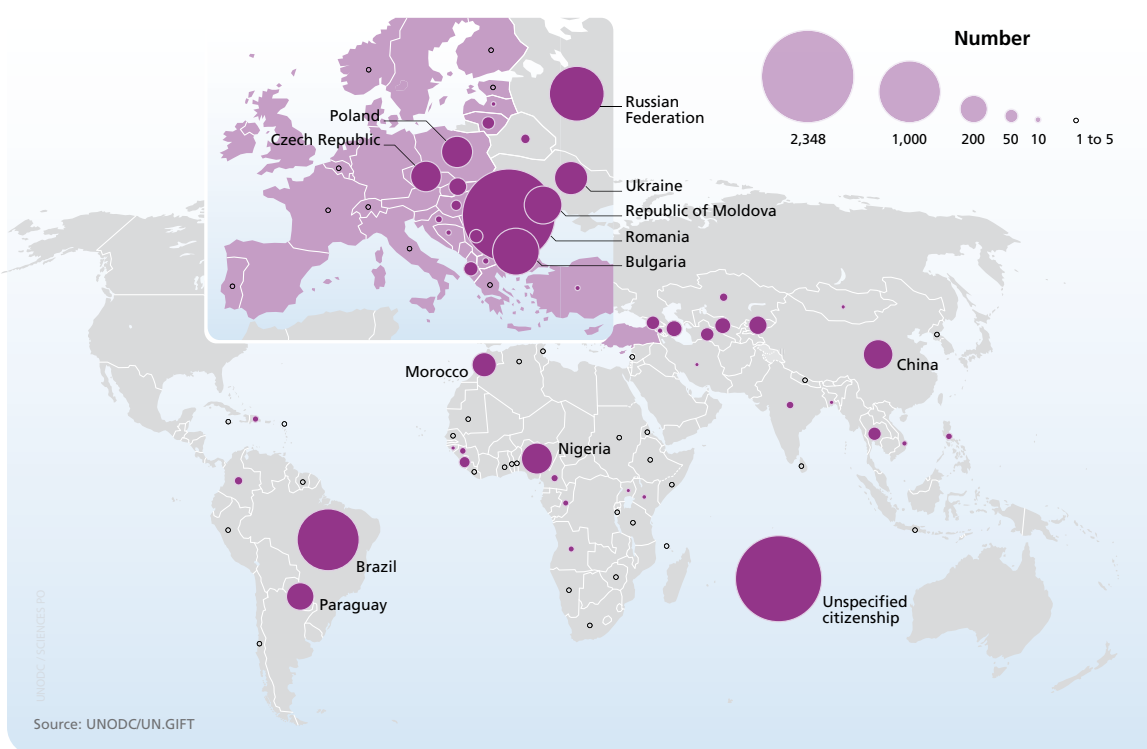 Number
2,348
1,000
200
50
10
1 to 5
Russian
Federation
Poland
Czech Republic
Ukraine
Republic of Moldova
Romania
Bulgaria
Morocco
China
Nigeria
Brazil
Paraguay
Unspecified
citizenship
UNODC / SCIENCES PO
Source: UNODC/UN.GIFT